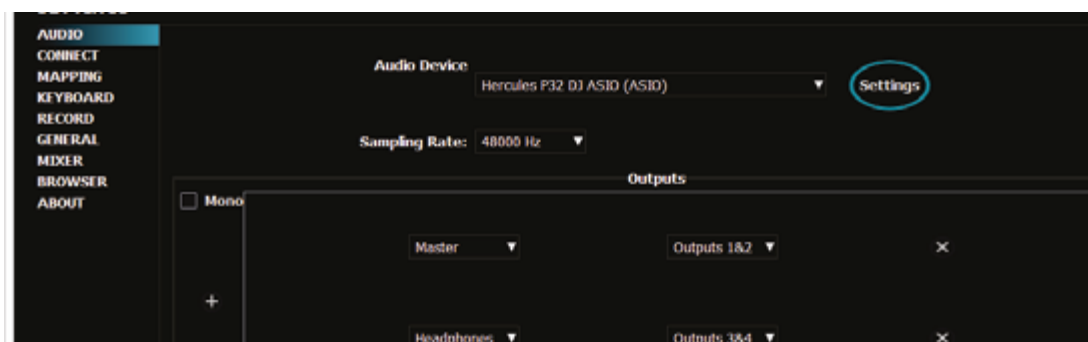 AUDIO
CONNECT
MAPPING
KEYBOARD
RECORD
GENERAL
MIXER
BROWSER
ABOUT
Audio Device
Hercules P32 DJ ASIO (ASIO)
Settings
Sampling Rate: 48000 Hz
Outputs
Mono
Master Outputs 1&2
Headphones Outputs 3&4